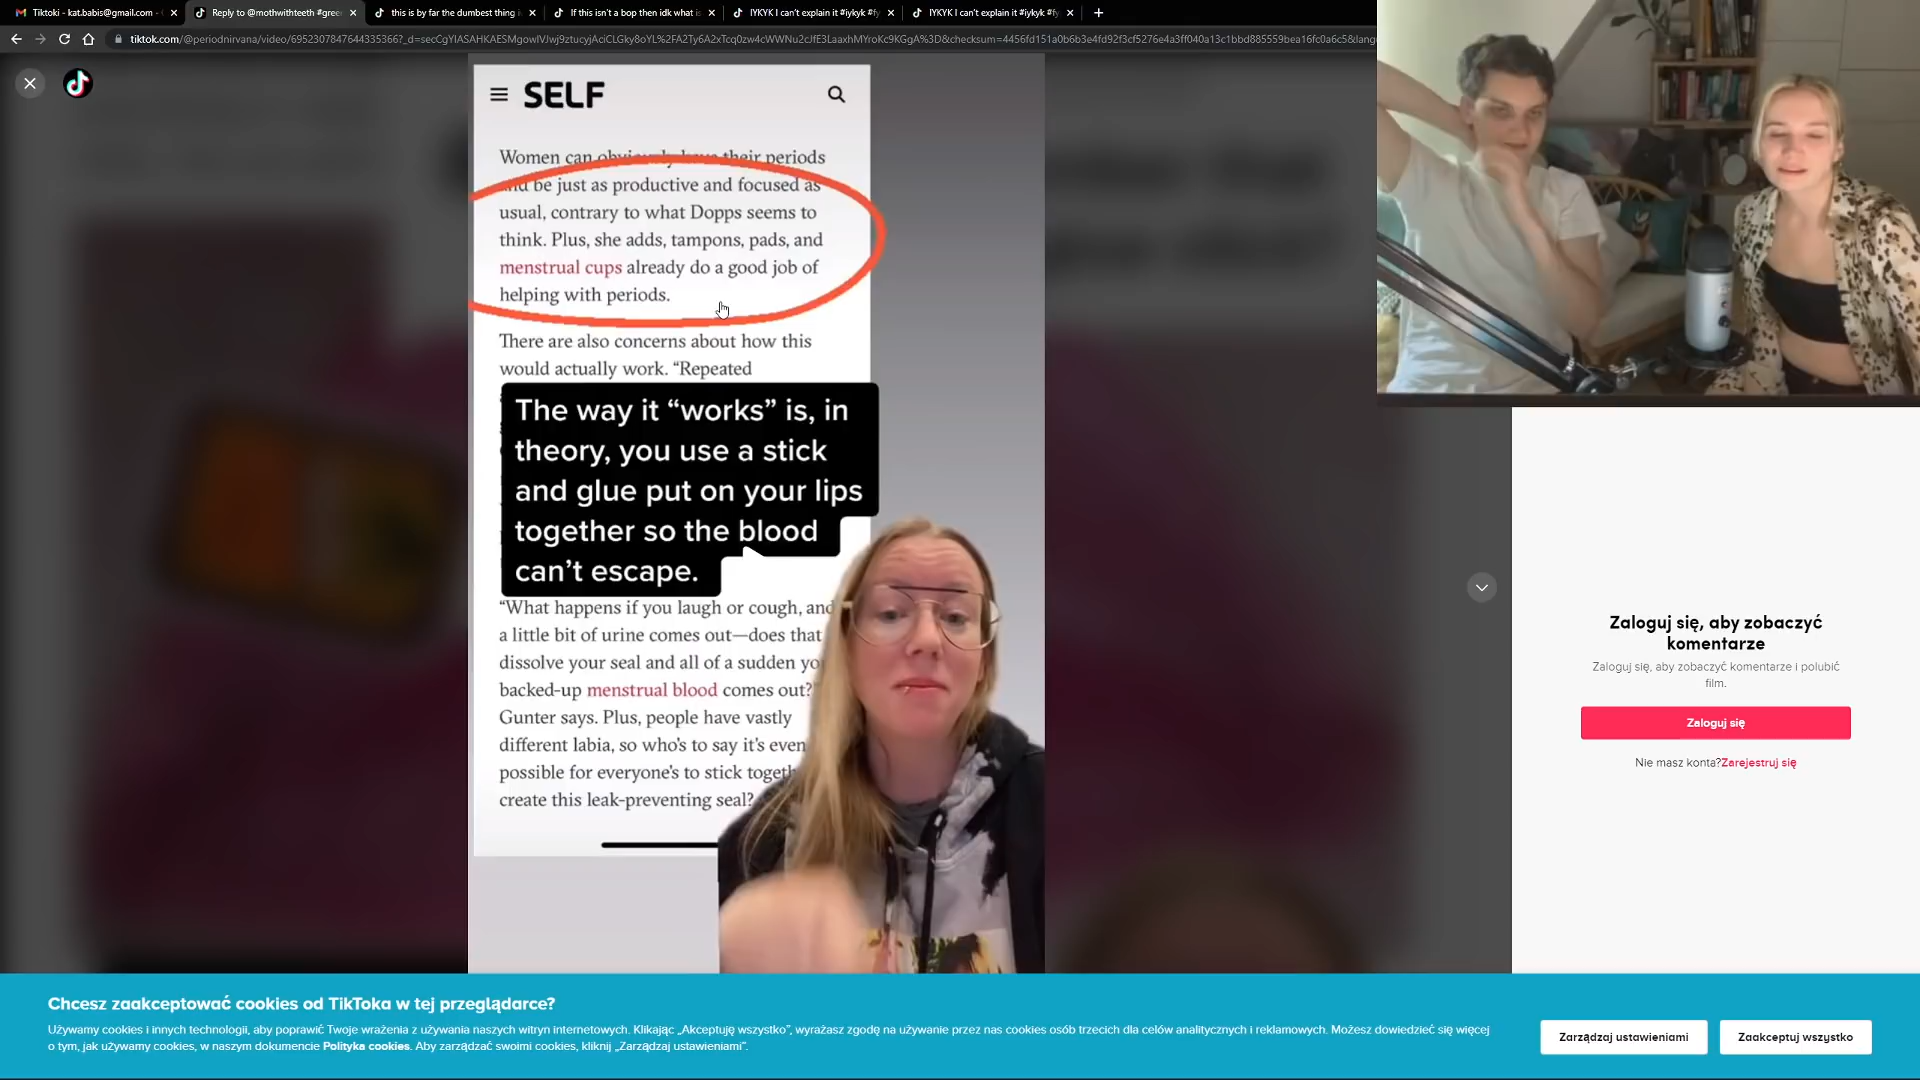 Tiktoki - kat.babis@gmail.com -
Reply to @mothwithteeth #gree
this is by far the dumbest thing
If this isn't a bop then idk what is
IYKYK I can't explain it #iykyk #f
IYKYK I can't explain it #iykyk #f
SELF
Women can obviously have their periods
and be just as productive and focused as
usual, contrary to what Dopps seems to
think. Plus, she adds, tampons, pads, and
menstrual cups already do a good job of
helping with periods.
There are also concerns about how this
would actually work. “Repeated
The way it “works” is, in
theory, you use a stick
and glue put on your lips
together so the blood
can’t escape.
“What happens if you laugh or cough, and
a little bit of urine comes out—does that
dissolve your seal and all of a sudden
backed-up menstrual blood comes out?
Gunter says. Plus, people have vastly
different labia, so who's to say it's even
possible for everyone's to stick
create this leak-preventing seal?
Zaloguj się, aby zobaczyć
komentarze
Zaloguj się, aby zobaczyć komentarze i polubić
film.
Zaloguj się
Nie masz konta?Zarejestruj się
Chcesz zaakceptować cookies od TikToka w tej przeglądarce?
Używamy cookies i innych technologii, aby poprawić Twoje wrażenia z używania naszych witryn internetowych. Klikając „Akceptuję wszystko”, wyrażasz zgodę na używanie przez nas cookies osób trzecich dla celów analitycznych i reklamowych. Możesz dowiedzieć się więcej
o tym, jak używamy cookies, w naszym dokumencie Polityka cookies. Aby zarządzać swoimi cookies, kliknij „Zarządzaj ustawieniami”.
Zarządzaj ustawieniami
Zaakceptuj wszystko